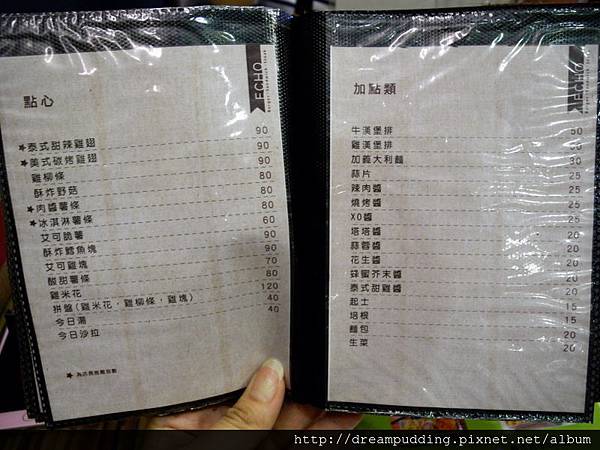 ECHO
點心
★泰式甜辣雞翅 90
★美式碳烤雞翅 90
雞柳條 90
酥炸野菇 80
★肉醬薯條 80
★冰淇淋薯條 80
艾可脆薯 60
酥炸鱈魚塊 90
艾可雞塊 90
酸甜薯條 70
雞米花 80
拼盤(雞米花，雞柳條，雞塊) 120
今日湯 40
今日沙拉 40
ECHO
加點類
牛漢堡排 50
雞漢堡排 50
加義大利麵 30
蒜片 25
辣肉醬 25
燒烤醬 25
XO醬 25
塔塔醬 20
蒜蓉醬 20
花生醬 20
蜂蜜芥末醬 20
泰式甜雞醬 20
起士 15
培根 15
麵包 20
生菜 20
http://dreampudding.pixnet.net/album